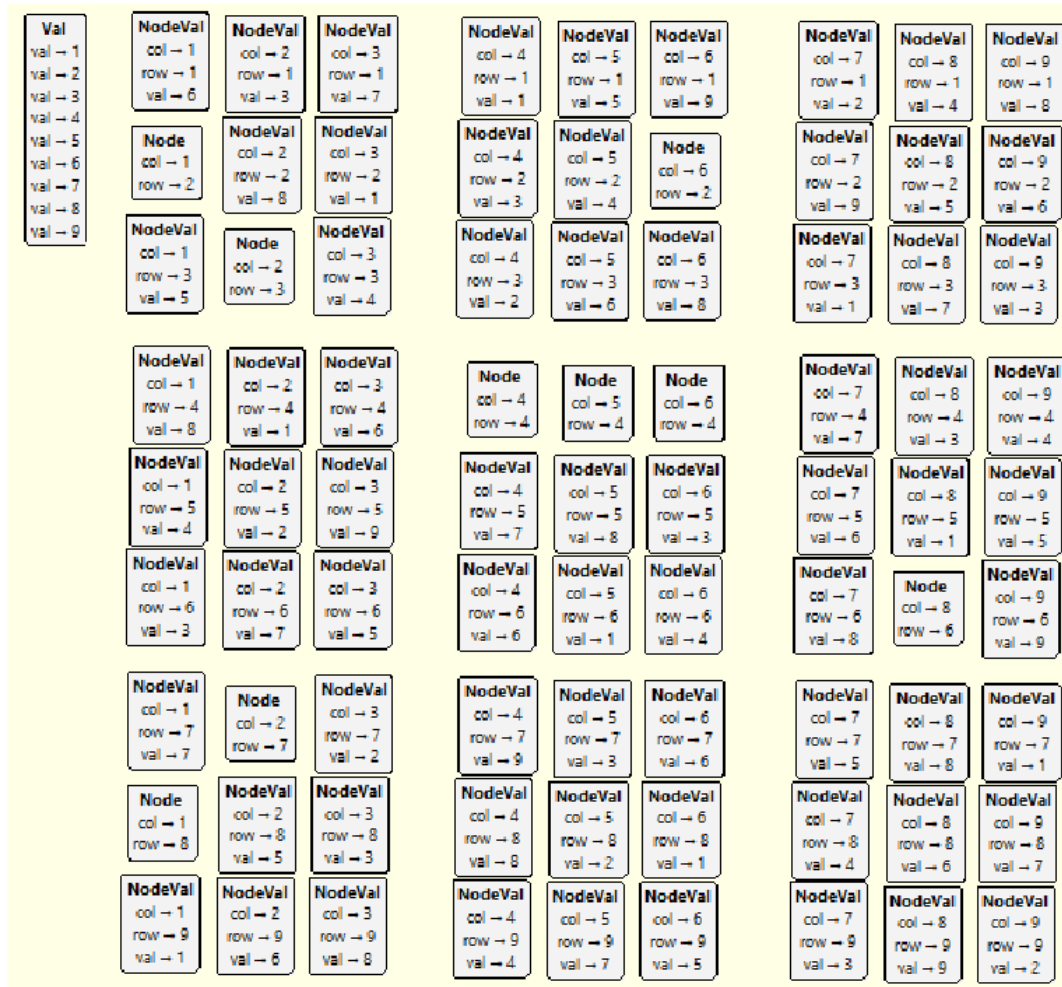 Val
val → 1
val → 2
val → 3
val → 4
val → 5
val → 6
val → 7
val → 8
val → 9
NodeVal
col → 1
row → 1
val → 6
NodeVal
col → 2
row → 1
val → 3
NodeVal
col → 3
row → 1
val → 7
NodeVal
col → 4
row → 1
val → 1
NodeVal
col → 5
row → 1
val → 5
NodeVal
col → 6
row → 1
val → 9
NodeVal
col → 7
row → 1
val → 2
NodeVal
col → 8
row → 1
val → 4
NodeVal
col → 9
row → 1
val → 8
Node
col → 1
row → 2
NodeVal
col → 2
row → 2
val → 8
NodeVal
col → 3
row → 2
val → 1
NodeVal
col → 4
row → 2
val → 3
NodeVal
col → 5
row → 2
val → 4
Node
col → 6
row → 2
NodeVal
col → 7
row → 2
val → 9
NodeVal
col → 8
row → 2
val → 5
NodeVal
col → 9
row → 2
val → 6
NodeVal
col → 1
row → 3
val → 5
Node
col → 2
row → 3
NodeVal
col → 3
row → 3
val → 4
NodeVal
col → 4
row → 3
val → 2
NodeVal
col → 5
row → 3
val → 6
NodeVal
col → 6
row → 3
val → 8
NodeVal
col → 7
row → 3
val → 1
NodeVal
col → 8
row → 3
val → 7
NodeVal
col → 9
row → 3
val → 3
NodeVal
col → 1
row → 4
val → 8
NodeVal
col → 2
row → 4
val → 1
NodeVal
col → 3
row → 4
val → 6
Node
col → 4
row → 4
Node
col → 5
row → 4
Node
col → 6
row → 4
NodeVal
col → 7
row → 4
val → 7
NodeVal
col → 8
row → 4
val → 3
NodeVal
col → 9
row → 4
val → 4
NodeVal
col → 1
row → 5
val → 4
NodeVal
col → 2
row → 5
val → 2
NodeVal
col → 3
row → 5
val → 9
NodeVal
col → 4
row → 5
val → 7
NodeVal
col → 5
row → 5
val → 8
NodeVal
col → 6
row → 5
val → 3
NodeVal
col → 7
row → 5
val → 6
NodeVal
col → 8
row → 5
val → 1
NodeVal
col → 9
row → 5
val → 5
NodeVal
col → 1
row → 6
val → 3
NodeVal
col → 2
row → 6
val → 7
NodeVal
col → 3
row → 6
val → 5
NodeVal
col → 4
row → 6
val → 6
NodeVal
col → 5
row → 6
val → 1
NodeVal
col → 6
row → 6
val → 4
NodeVal
col → 7
row → 6
val → 8
Node
col → 8
row → 6
NodeVal
col → 9
row → 6
val → 9
NodeVal
col → 1
row → 7
val → 7
Node
col → 2
row → 7
NodeVal
col → 3
row → 7
val → 2
NodeVal
col → 4
row → 7
val → 9
NodeVal
col → 5
row → 7
val → 3
NodeVal
col → 6
row → 7
val → 6
NodeVal
col → 7
row → 7
val → 5
NodeVal
col → 8
row → 7
val → 8
NodeVal
col → 9
row → 7
val → 1
Node
col → 1
row → 8
NodeVal
col → 2
row → 8
val → 5
NodeVal
col → 3
row → 8
val → 3
NodeVal
col → 4
row → 8
val → 8
NodeVal
col → 5
row → 8
val → 2
NodeVal
col → 6
row → 8
val → 1
NodeVal
col → 7
row → 8
val → 4
NodeVal
col → 8
row → 8
val → 6
NodeVal
col → 9
row → 8
val → 7
NodeVal
col → 1
row → 9
val → 1
NodeVal
col → 2
row → 9
val → 6
NodeVal
col → 3
row → 9
val → 8
NodeVal
col → 4
row → 9
val → 4
NodeVal
col → 5
row → 9
val → 7
NodeVal
col → 6
row → 9
val → 5
NodeVal
col → 7
row → 9
val → 3
NodeVal
col → 8
row → 9
val → 9
NodeVal
col → 9
row → 9
val → 2